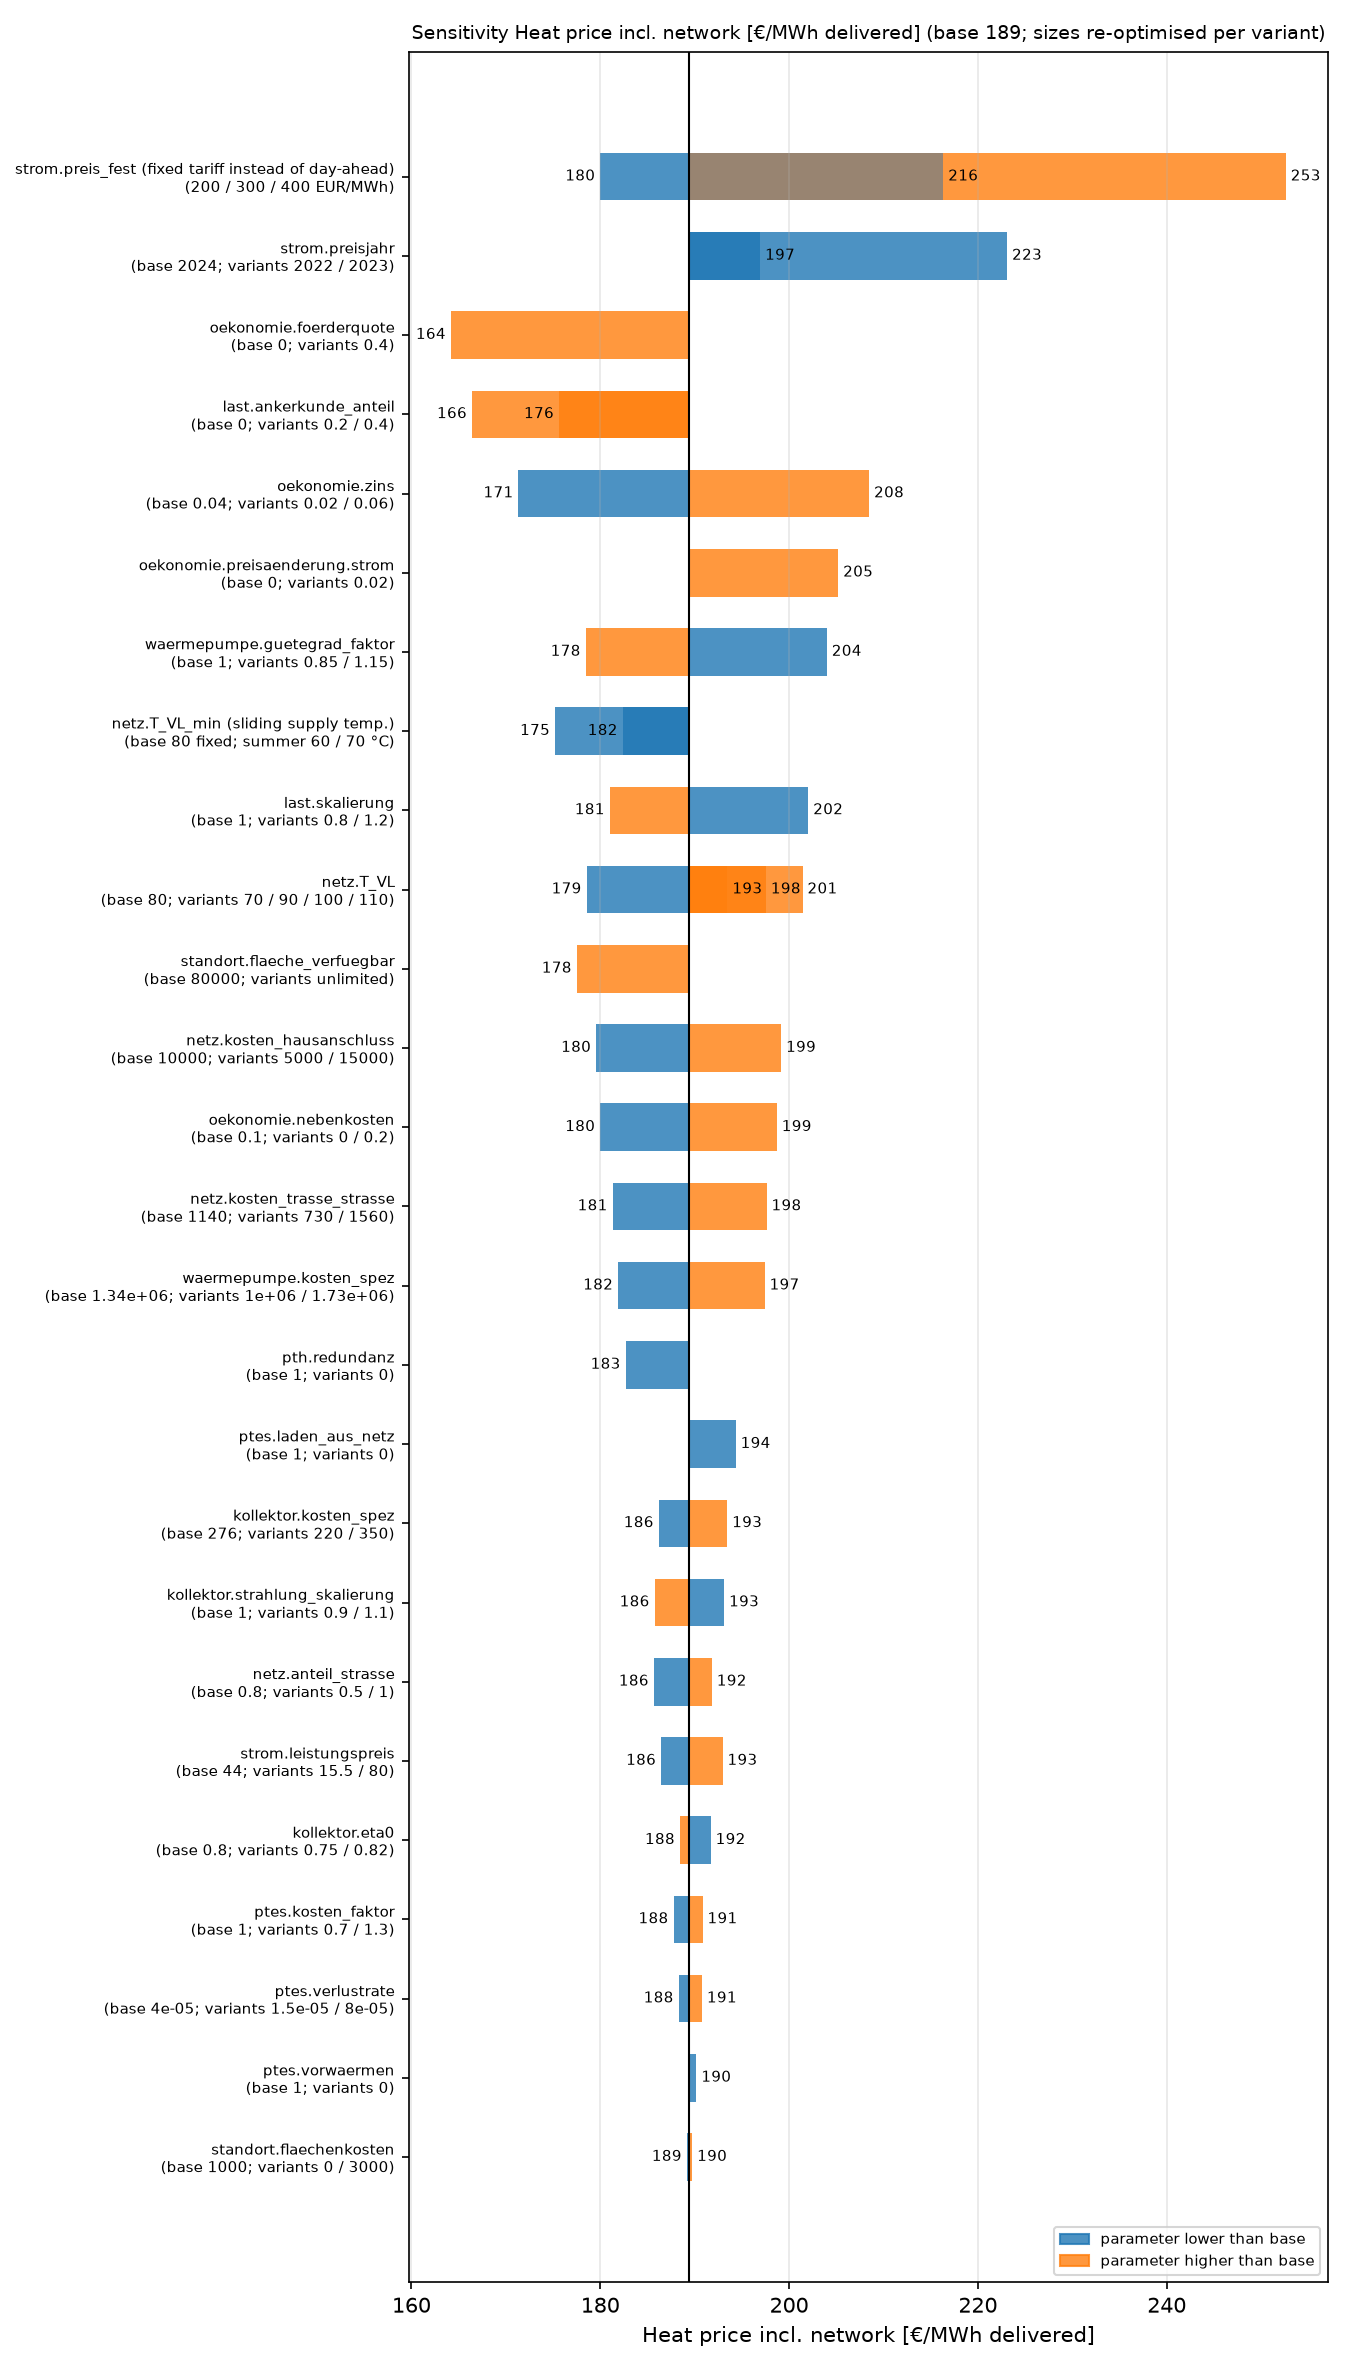 Sensitivity Heat price incl. network [€/MWh delivered] (base 189; sizes re-optimised per variant)
strom.preis_fest (fixed tariff instead of day-ahead)
(200 / 300 / 400 EUR/MWh)
180
216
253
strom.preisjahr
(base 2024; variants 2022 / 2023)
197
223
oekonomie.foerderquote
(base 0; variants 0.4)
164
last.ankerkunde_anteil
(base 0; variants 0.2 / 0.4)
166
176
oekonomie.zins
(base 0.04; variants 0.02 / 0.06)
171
208
oekonomie.preisaenderung.strom
(base 0; variants 0.02)
205
waermepumpe.guetegrad_faktor
(base 1; variants 0.85 / 1.15)
178
204
netz.T_VL_min (sliding supply temp.)
(base 80 fixed; summer 60 / 70 °C)
175
182
last.skalierung
(base 1; variants 0.8 / 1.2)
181
202
netz.T_VL
(base 80; variants 70 / 90 / 100 / 110)
179
193
198
201
standort.flaeche_verfuegbar
(base 80000; variants unlimited)
178
netz.kosten_hausanschluss
(base 10000; variants 5000 / 15000)
180
199
oekonomie.nebenkosten
(base 0.1; variants 0 / 0.2)
180
199
netz.kosten_trasse_strasse
(base 1140; variants 730 / 1560)
181
198
waermepumpe.kosten_spez
(base 1.34e+06; variants 1e+06 / 1.73e+06)
182
197
pth.redundanz
(base 1; variants 0)
183
ptes.laden_aus_netz
(base 1; variants 0)
194
kollektor.kosten_spez
(base 276; variants 220 / 350)
186
193
kollektor.strahlung_skalierung
(base 1; variants 0.9 / 1.1)
186
193
netz.anteil_strasse
(base 0.8; variants 0.5 / 1)
186
192
strom.leistungspreis
(base 44; variants 15.5 / 80)
186
193
kollektor.eta0
(base 0.8; variants 0.75 / 0.82)
188
192
ptes.kosten_faktor
(base 1; variants 0.7 / 1.3)
188
191
ptes.verlustrate
(base 4e-05; variants 1.5e-05 / 8e-05)
188
191
ptes.vorwaermen
(base 1; variants 0)
190
standort.flaechenkosten
(base 1000; variants 0 / 3000)
189
190
parameter lower than base
parameter higher than base
160
180
200
220
240
Heat price incl. network [€/MWh delivered]